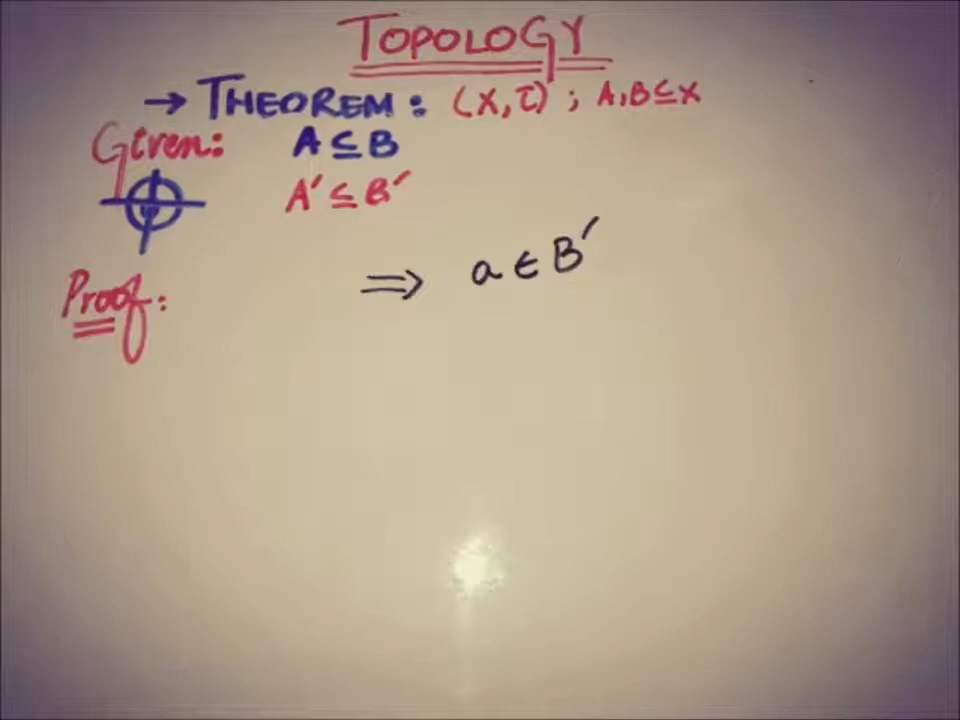 TOPOLOGY
→ THEOREM: (X, τ) ; A, B ⊆ X
Given: A ⊆ B
A′ ⊆ B′
⇒ a ∈ B′
Proof: